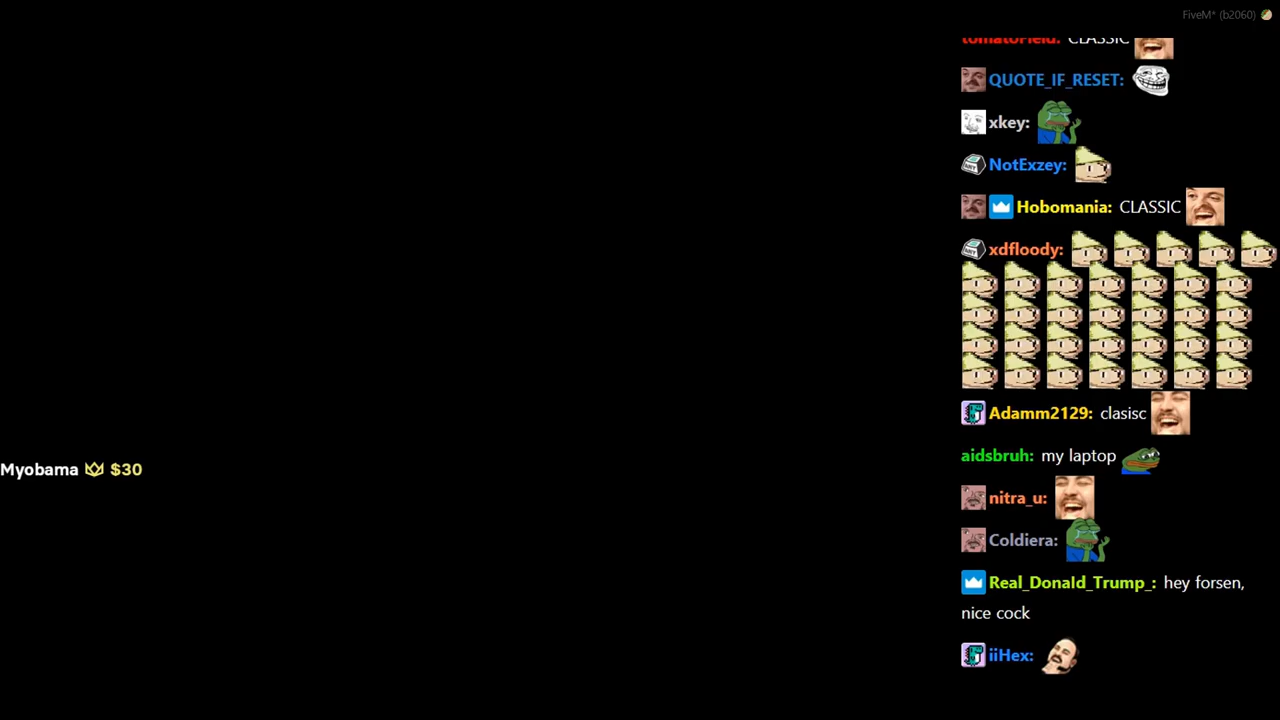 FiveM* (b2060)
tomatoField: CLASSIC
QUOTE_IF_RESET:
xkey:
NotExzey:
Hobomania: CLASSIC
xdfloody:
Adamm2129: clasisc
aidsbruh: my laptop
Myobama $30
nitra_u:
Coldiera:
Real_Donald_Trump_: hey forsen,
nice cock
iiHex: